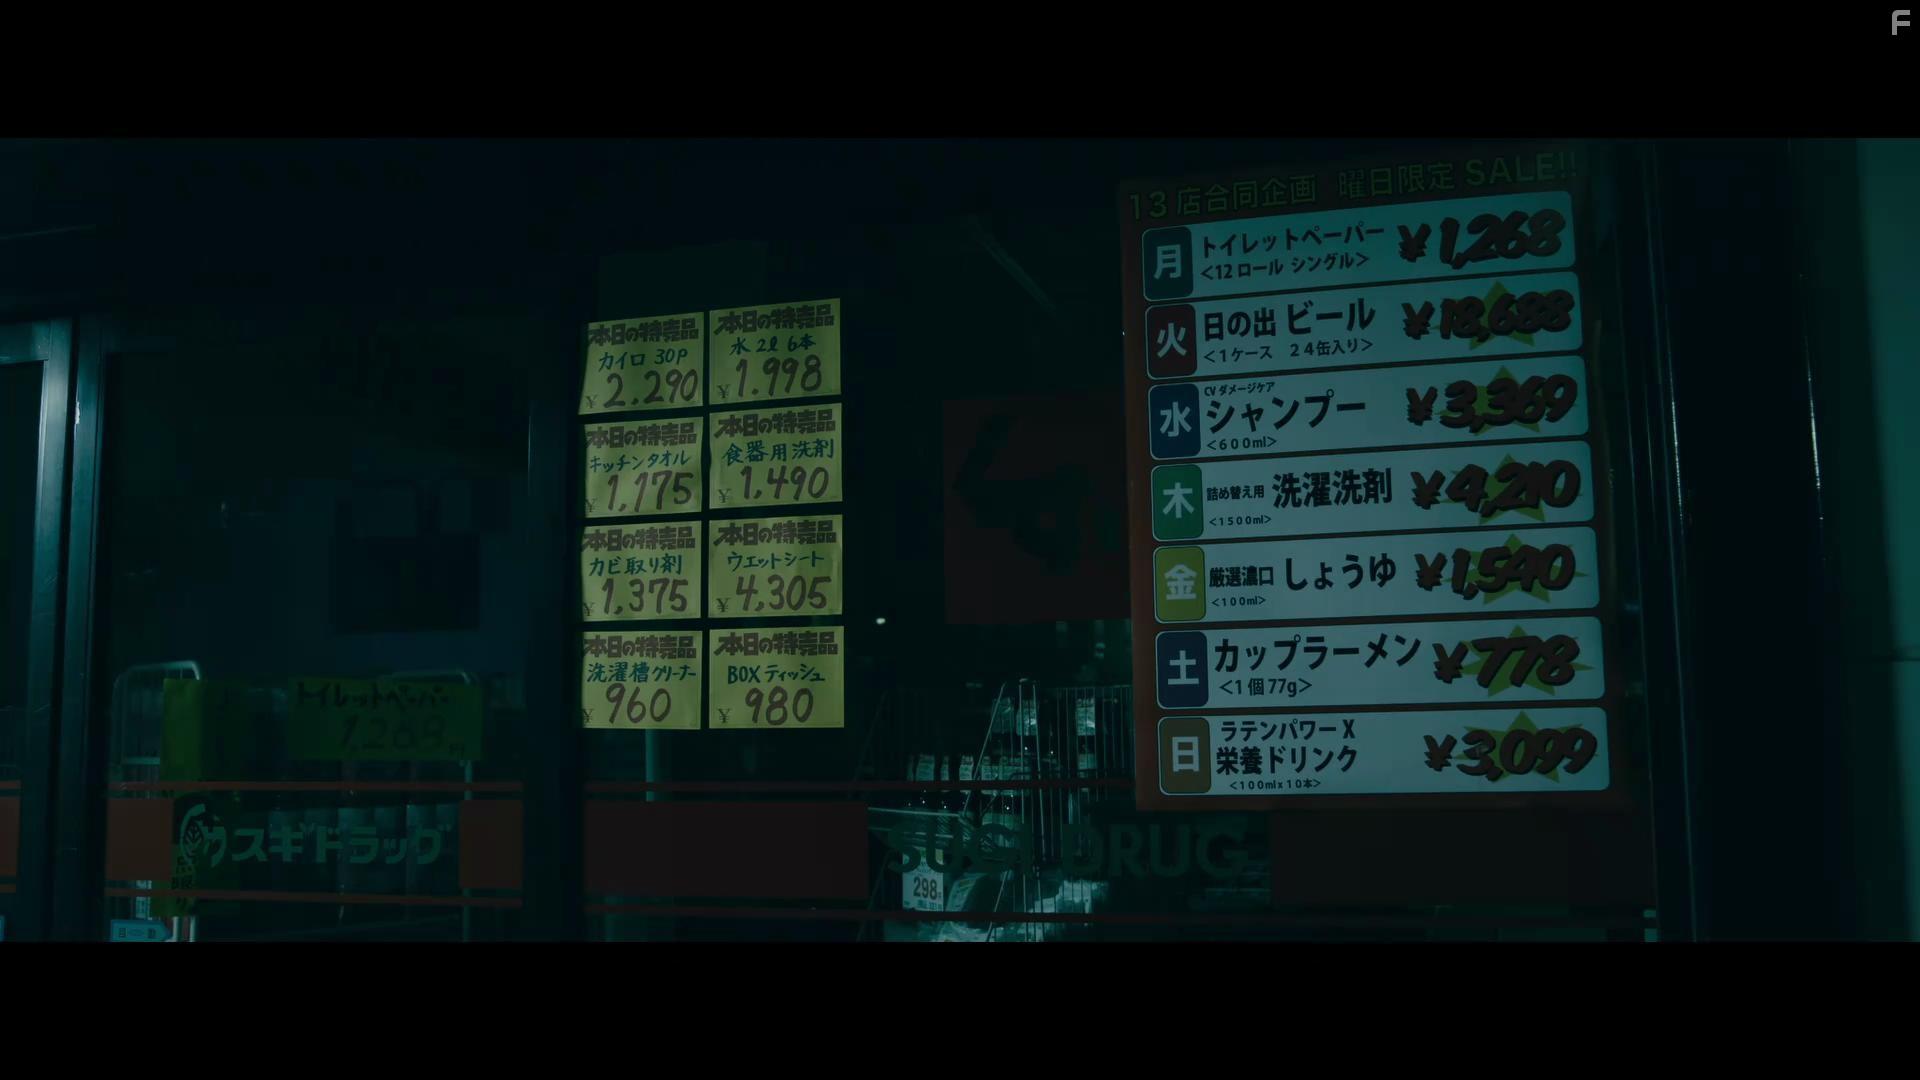 F
13店合同企画 曜日限定 SALE!!
月 トイレットペーパー ¥1,268
<12ロール シングル>
火 日の出 ビール ¥18,688
<1ケース 24缶入り>
CVダメージケア
水 シャンプー ¥3,369
<600ml>
木 詰め替え用 洗濯洗剤 ¥4,210
<1500ml>
金 厳選濃口 しょうゆ ¥1,540
<100ml>
土 カップラーメン ¥778
<1個77g>
ラテンパワーX
日 栄養ドリンク ¥3,099
<100mlx10本>
本日の特売品
カイロ 30P
¥2.290
本日の特売品
水 2ℓ 6本
¥1.998
本日の特売品
キッチンタオル
¥1,175
本日の特売品
食器用洗剤
¥1,490
本日の特売品
カビ取り剤
¥1,375
本日の特売品
ウエットシート
¥4,305
本日の特売品
洗濯槽クリーナー
¥960
本日の特売品
BOXティッシュ
¥980
トイレットペーパー
1,268円
スギドラッグ
SUGI DRUG
298